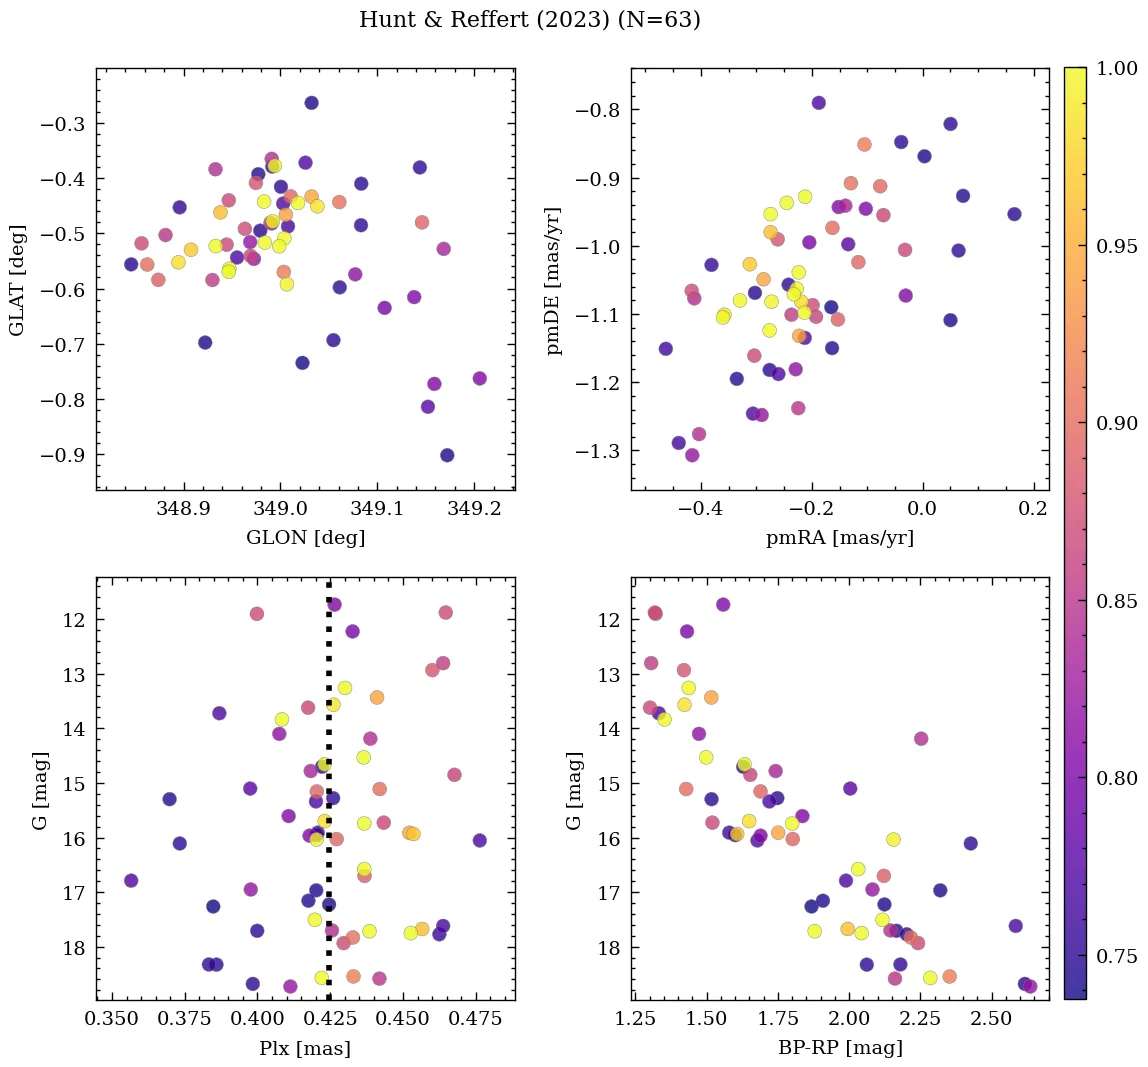 Hunt & Reffert (2023) (N=63)
−0.3
−0.4
−0.5
−0.6
−0.7
−0.8
−0.9
GLAT [deg]
348.9 349.0 349.1 349.2
GLON [deg]
−0.8
−0.9
−1.0
−1.1
−1.2
−1.3
pmDE [mas/yr]
−0.4 −0.2 0.0 0.2
pmRA [mas/yr]
12
13
14
15
16
17
18
G [mag]
0.350 0.375 0.400 0.425 0.450 0.475
Plx [mas]
12
13
14
15
16
17
18
G [mag]
1.25 1.50 1.75 2.00 2.25 2.50
BP-RP [mag]
1.00
0.95
0.90
0.85
0.80
0.75